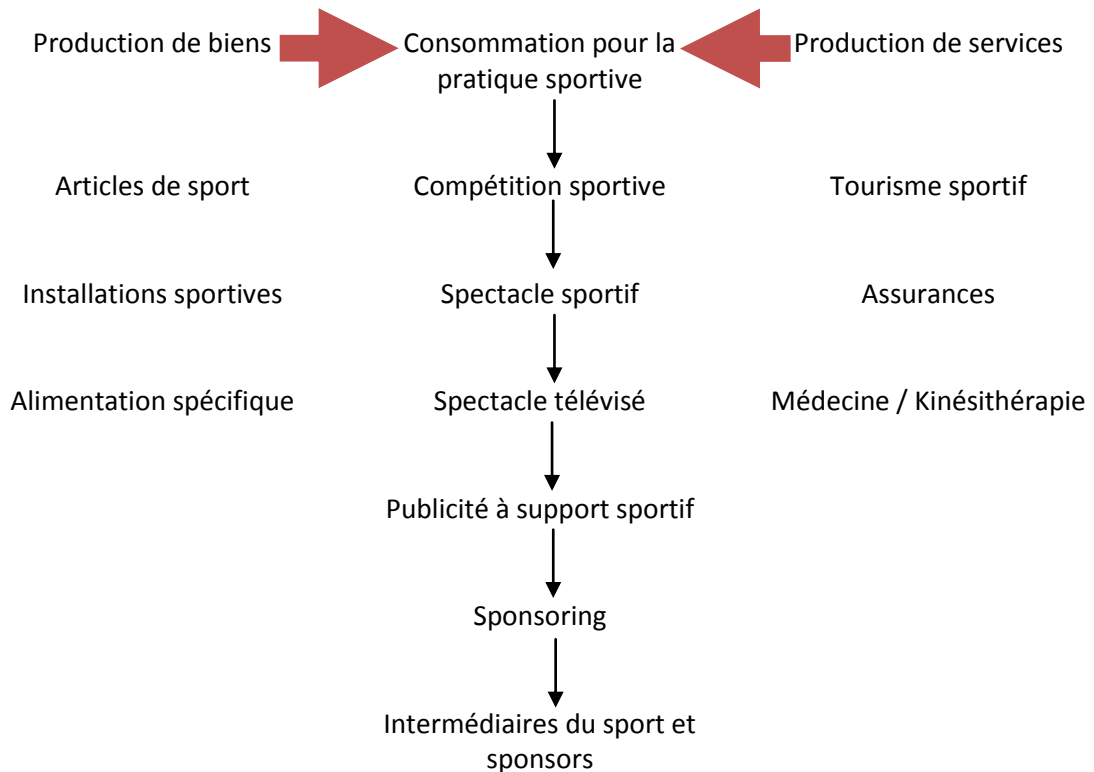 Production de biens
Consommation pour la
pratique sportive
Production de services
Articles de sport
Compétition sportive
Tourisme sportif
Installations sportives
Spectacle sportif
Assurances
Alimentation spécifique
Spectacle télévisé
Médecine / Kinésithérapie
Publicité à support sportif
Sponsoring
Intermédiaires du sport et
sponsors